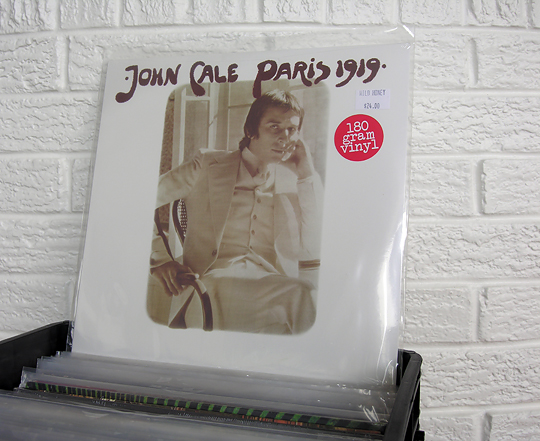 ·JOHN CALE PARIS 1919·
WILD HONEY
$24.00
180
gram
vinyl